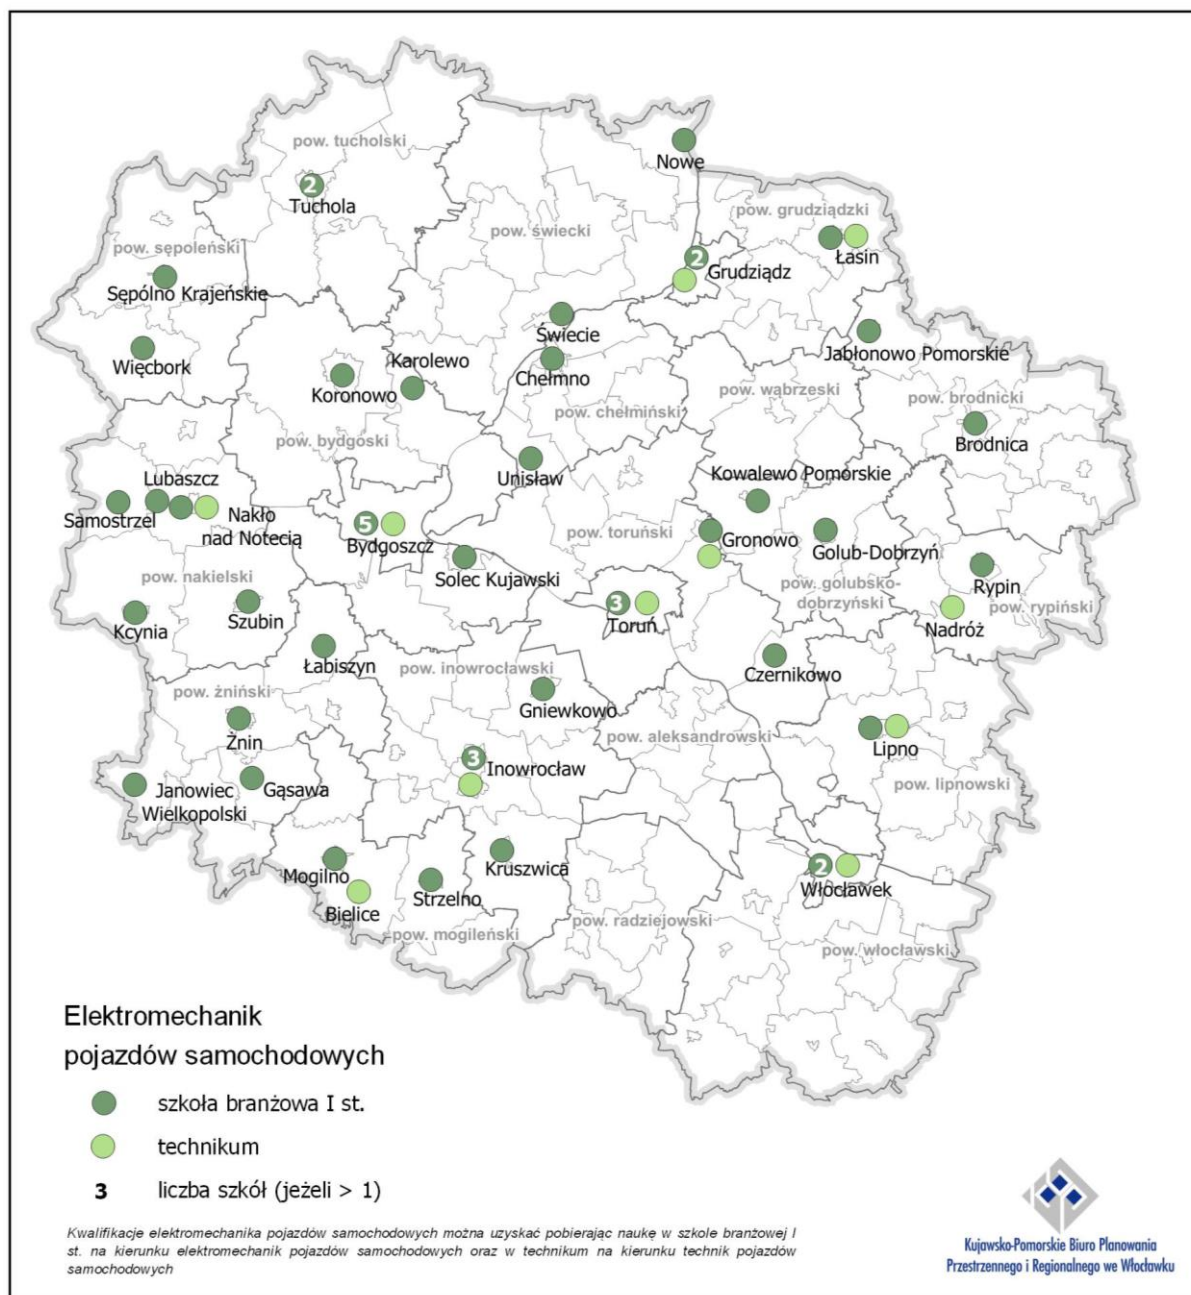 pow. tucholski
Nowe
2
Tuchola
pow. grudziądzki
pow. świecki
pow. sępoleński
Łasin
2
Grudziądz
Sępólno Krajeńskie
Świecie
Jabłonowo Pomorskie
Więcbork
Karolewo
Chełmno
Koronowo
pow. wąbrzeski
pow. brodnicki
pow. chełmiński
Brodnica
pow. bydgoski
Lubaszcz
Unisław
Kowalewo Pomorskie
Samostrzel
Nakło
nad Notecią
5
Bydgoszcz
pow. toruński
Gronowo
Golub-Dobrzyń
Solec Kujawski
Rypin
pow. nakielski
pow. golubsko-
dobrzyński
3
Toruń
pow. rypiński
Kcynia
Szubin
Nadróż
Łabiszyn
pow. inowrocławski
Czernikowo
pow. żniński
Gniewkowo
Żnin
pow. aleksandrowski
Lipno
3
Inowrocław
Janowiec
Wielkopolski
Gąsawa
pow. lipnowski
Mogilno
Kruszwica
2
Włocławek
Bielice
Strzelno
pow. radziejowski
pow. mogileński
pow. włocławski
Elektromechanik
pojazdów samochodowych
szkoła branżowa I st.
technikum
3 liczba szkół (jeżeli > 1)
Kwalifikacje elektromechanika pojazdów samochodowych można uzyskać pobierając naukę w szkole branżowej I
st. na kierunku elektromechanik pojazdów samochodowych oraz w technikum na kierunku technik pojazdów
samochodowych
Kujawsko-Pomorskie Biuro Planowania
Przestrzennego i Regionalnego we Włocławku